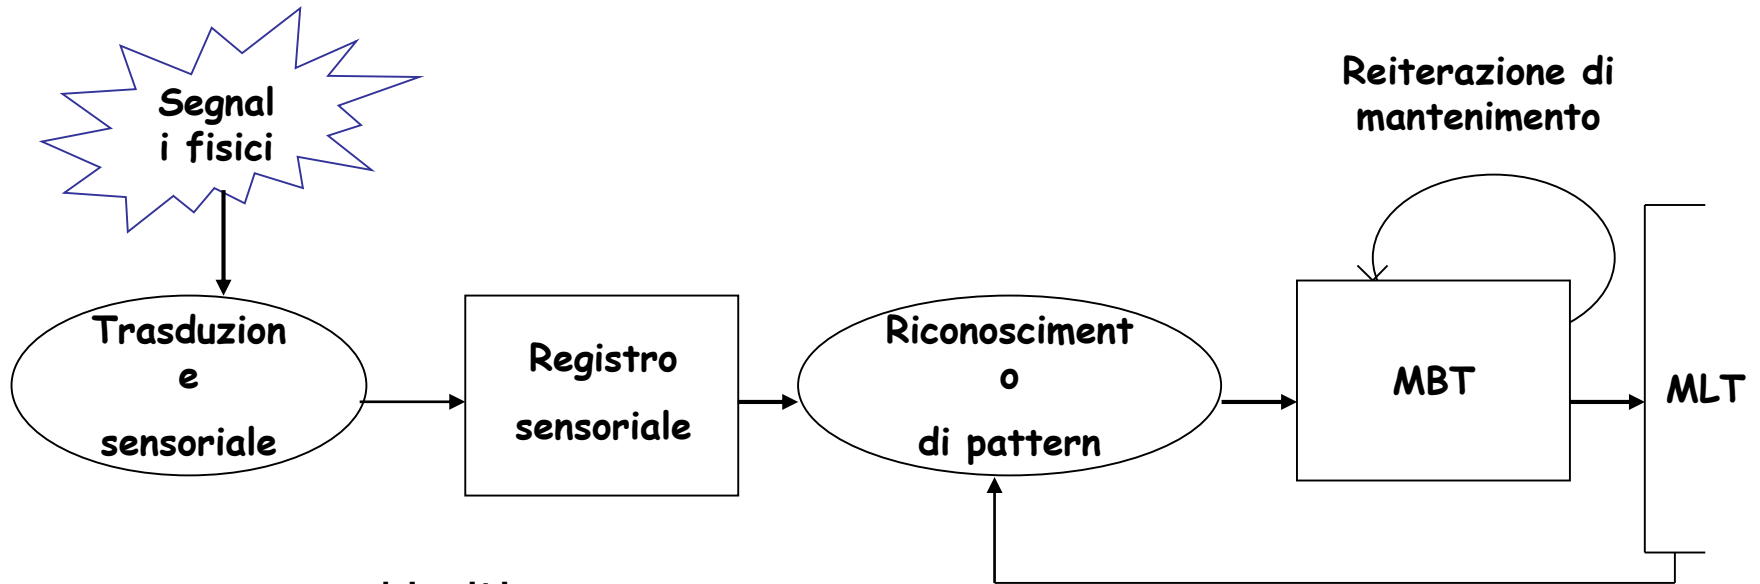 Segnal
i fisici
Reiterazione di
mantenimento
Trasduzion
e
sensoriale
Registro
sensoriale
Riconosciment
o
di pattern
MBT
MLT